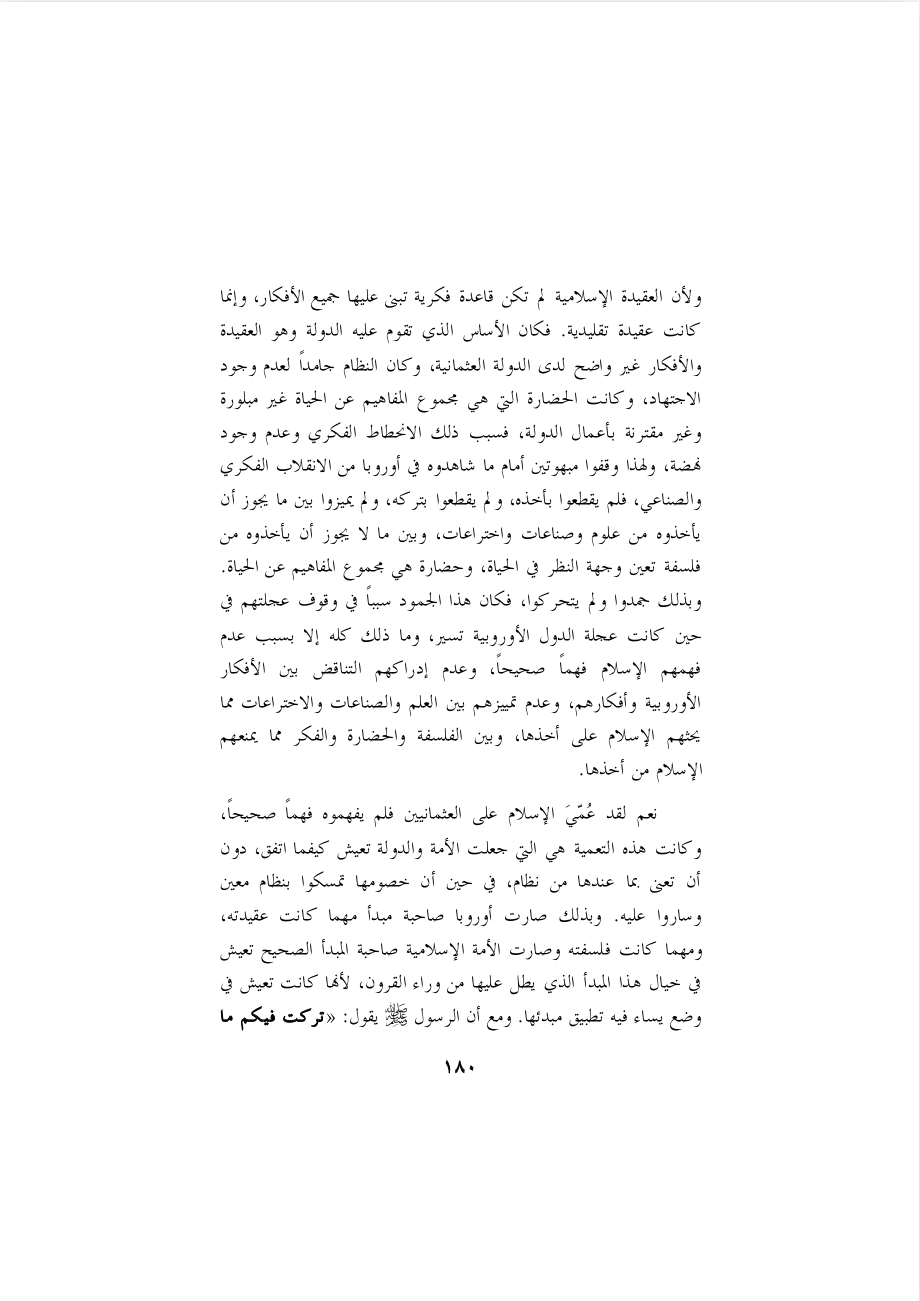 ولأن العقيدة الإسلامية لم تكن قاعدة فكرية تبنى عليها جميع الأفكار، وإنما
كانت عقيدة تقليدية. فكان الأساس الذي تقوم عليه الدولة وهو العقيدة
والأفكار غير واضح لدى الدولة العثمانية، وكان النظام جامداً لعدم وجود
الاجتهاد، وكانت الحضارة التي هي مجموع المفاهيم عن الحياة غير مبلورة
وغير مقترنة بأعمال الدولة، فسبب ذلك الانحطاط الفكري وعدم وجود
نهضة، ولهذا وقفوا مبهوتين أمام ما شاهدوه في أوروبا من الانقلاب الفكري
والصناعي، فلم يقطعوا بأخذه، ولم يقطعوا بتركه، ولم يميزوا بين ما يجوز أن
يأخذوه من علوم وصناعات واختراعات، وبين ما لا يجوز أن يأخذوه من
فلسفة تعين وجهة النظر في الحياة، وحضارة هي مجموع المفاهيم عن الحياة.
وبذلك جمدوا ولم يتحركوا، فكان هذا الجمود سبباً في وقوف عجلتهم في
حين كانت عجلة الدول الأوروبية تسير، وما ذلك كله إلا بسبب عدم
فهمهم الإسلام فهماً صحيحاً، وعدم إدراكهم التناقض بين الأفكار
الأوروبية وأفكارهم، وعدم تمييزهم بين العلم والصناعات والاختراعات مما
يحثهم الإسلام على أخذها، وبين الفلسفة والحضارة والفكر مما يمنعهم
الإسلام من أخذها.
نعم لقد عُمّيَ الإسلام على العثمانيين فلم يفهموه فهماً صحيحاً،
وكانت هذه التعمية هي التي جعلت الأمة والدولة تعيش كيفما اتفق، دون
أن تعنى بما عندها من نظام، في حين أن خصومها تمسكوا بنظام معين
وساروا عليه. وبذلك صارت أوروبا صاحبة مبدأ مهما كانت عقيدته،
ومهما كانت فلسفته وصارت الأمة الإسلامية صاحبة المبدأ الصحيح تعيش
في خيال هذا المبدأ الذي يطل عليها من وراء القرون، لأنها كانت تعيش في
وضع يساء فيه تطبيق مبدئها. ومع أن الرسول ﷺ يقول: «تركت فيكم ما
١٨٠